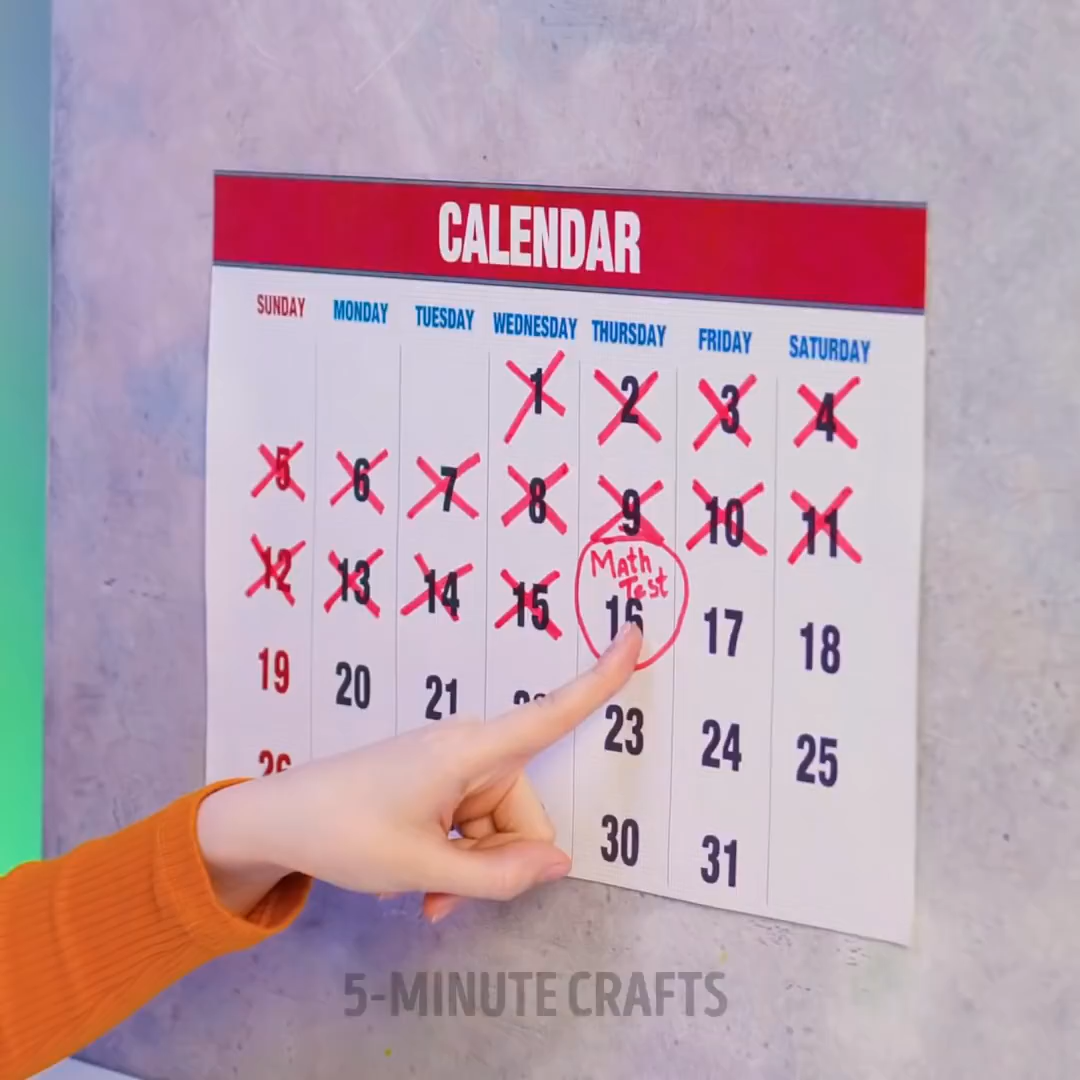 CALENDAR
SUNDAY MONDAY TUESDAY WEDNESDAY THURSDAY FRIDAY SATURDAY
1 2 3 4
5 6 7 8 9 10 11
Math
Test
12 13 14 15 16 17 18
19 20 21 23 24 25
30 31
5-MINUTE CRAFTS